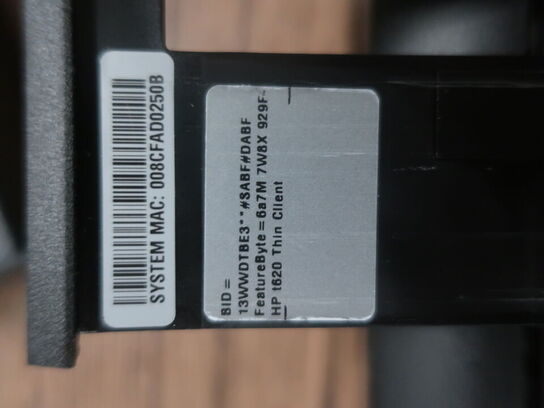 SYSTEM MAC: 008CFAD0250B
BID=
13WWDTBE3**#SABF#DABF
FeatureByte=6a7M 7W8X 929F-
HP t620 Thin Client